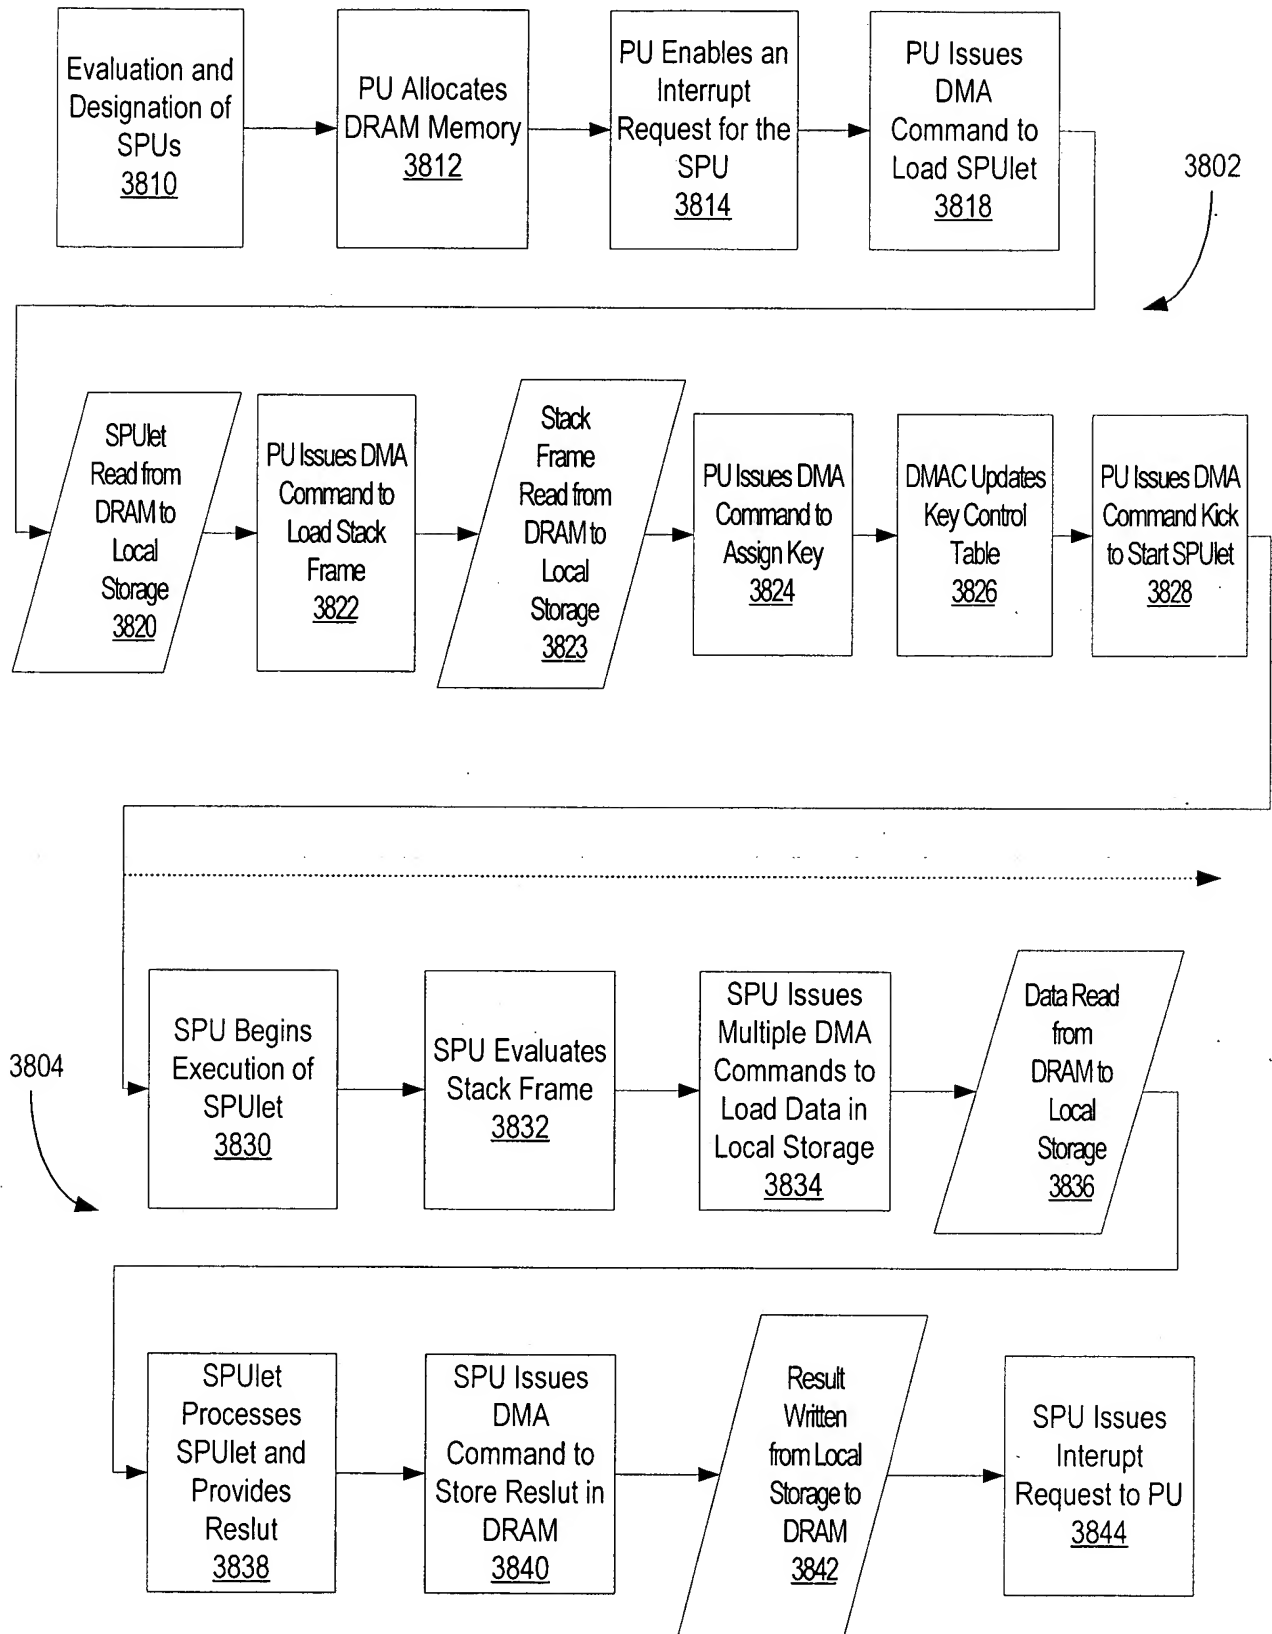 Evaluation and
Designation of
SPUs
3810
PU Allocates
DRAM Memory
3812
PU Enables an
Interrupt
Request for the
SPU
3814
PU Issues
DMA
Command to
Load SPUlet
3818
3802
SPUlet
Read from
DRAM to
Local
Storage
3820
PU Issues DMA
Command to
Load Stack
Frame
3822
Stack
Frame
Read from
DRAM to
Local
Storage
3823
PU Issues DMA
Command to
Assign Key
3824
DMAC Updates
Key Control
Table
3826
PU Issues DMA
Command Kick
to Start SPUlet
3828
3804
SPU Begins
Execution of
SPUlet
3830
SPU Evaluates
Stack Frame
3832
SPU Issues
Multiple DMA
Commands to
Load Data in
Local Storage
3834
Data Read
from
DRAM to
Local
Storage
3836
SPUlet
Processes
SPUlet and
Provides
Reslut
3838
SPU Issues
DMA
Command to
Store Reslut in
DRAM
3840
Result
Written
from Local
Storage to
DRAM
3842
SPU Issues
Interupt
Request to PU
3844